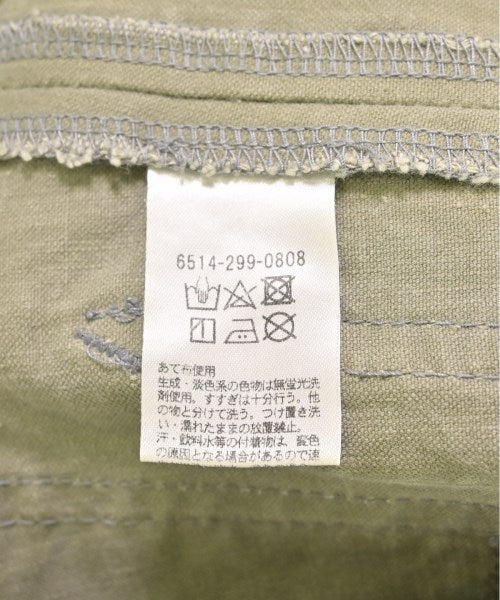 6514-299-0808
あて布使用
生成・淡色系の色物は無蛍光洗
剤使用。すすぎは十分行う。他
の物と分けて洗う。つけ置き洗
い・濡れたままの放置禁止。
汗・飲料水等の付着物は、変色
の原因となる場合があるので速